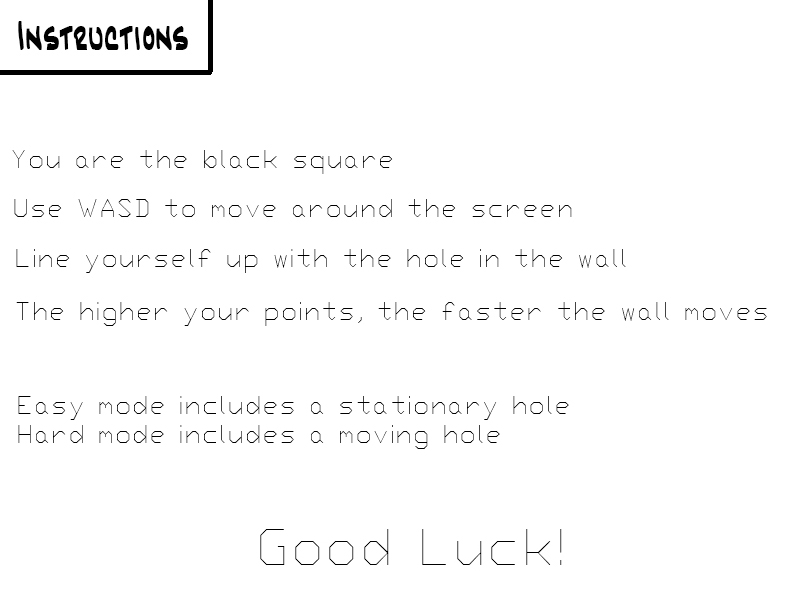 Instructions
You are the black square
Use WASD to move around the screen
Line yourself up with the hole in the wall
The higher your points, the faster the wall moves
Easy mode includes a stationary hole
Hard mode includes a moving hole
Good Luck!